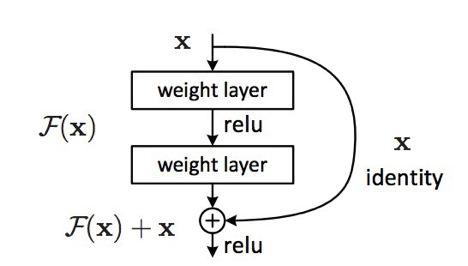 x
weight layer
relu
F(x)
weight layer
x
identity
F(x) + x
+
relu